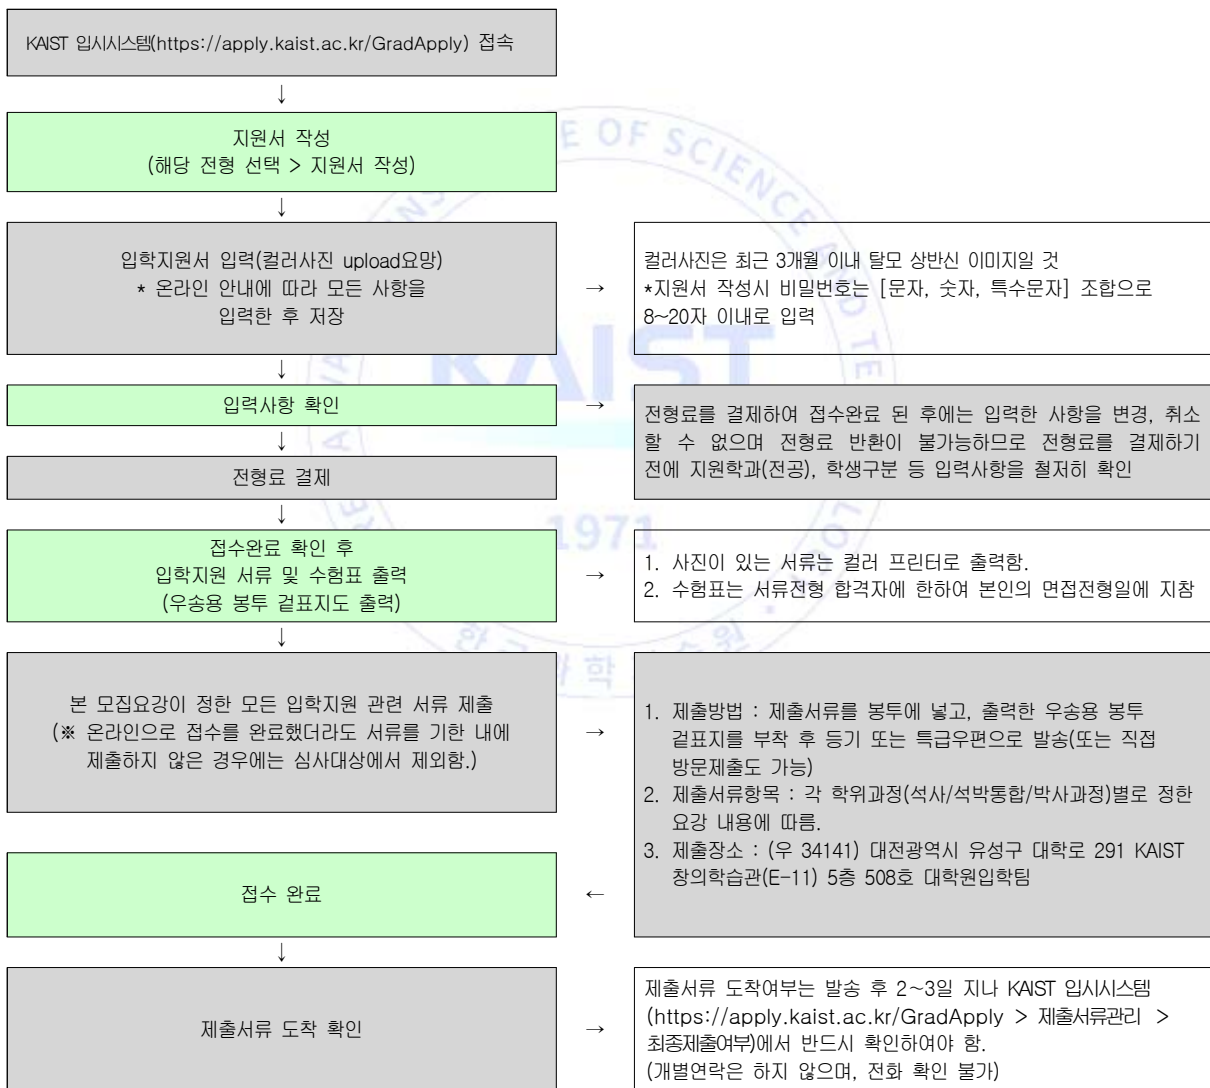 KAIST 입시시스템(https://apply.kaist.ac.kr/GradApply) 접속
↓
지원서 작성
(해당 전형 선택 > 지원서 작성)
↓
입학지원서 입력(컬러사진 upload요망)
* 온라인 안내에 따라 모든 사항을
입력한 후 저장
→
컬러사진은 최근 3개월 이내 탈모 상반신 이미지일 것
*지원서 작성시 비밀번호는 [문자, 숫자, 특수문자] 조합으로
8~20자 이내로 입력
↓
입력사항 확인
→
전형료를 결제하여 접수완료 된 후에는 입력한 사항을 변경, 취소
할 수 없으며 전형료 반환이 불가능하므로 전형료를 결제하기
전에 지원학과(전공), 학생구분 등 입력사항을 철저히 확인
↓
전형료 결제
↓
접수완료 확인 후
입학지원 서류 및 수험표 출력
(우송용 봉투 겉표지도 출력)
→
1. 사진이 있는 서류는 컬러 프린터로 출력함.
2. 수험표는 서류전형 합격자에 한하여 본인의 면접전형일에 지참
↓
본 모집요강이 정한 모든 입학지원 관련 서류 제출
(※ 온라인으로 접수를 완료했더라도 서류를 기한 내에
제출하지 않은 경우에는 심사대상에서 제외함.)
→
1. 제출방법 : 제출서류를 봉투에 넣고, 출력한 우송용 봉투
겉표지를 부착 후 등기 또는 특급우편으로 발송(또는 직접
방문제출도 가능)
2. 제출서류항목 : 각 학위과정(석사/석박통합/박사과정)별로 정한
요강 내용에 따름.
3. 제출장소 : (우 34141) 대전광역시 유성구 대학로 291 KAIST
창의학습관(E-11) 5층 508호 대학원입학팀
접수 완료
←
↓
제출서류 도착 확인
→
제출서류 도착여부는 발송 후 2~3일 지나 KAIST 입시시스템
(https://apply.kaist.ac.kr/GradApply > 제출서류관리 >
최종제출여부)에서 반드시 확인하여야 함.
(개별연락은 하지 않으며, 전화 확인 불가)
KAIST
1971